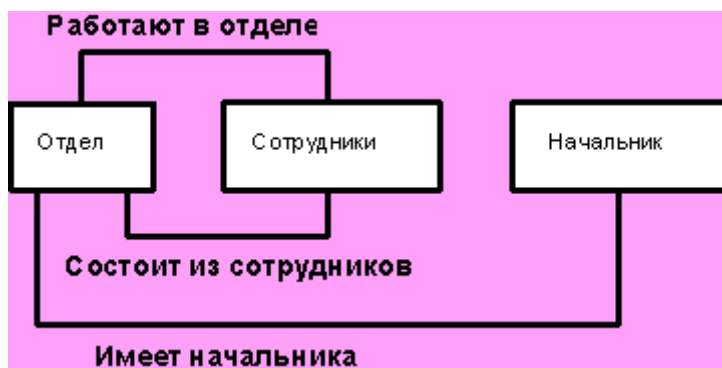 Работают в отделе
Отдел
Сотрудники
Начальник
Состоит из сотрудников
Имеет начальника